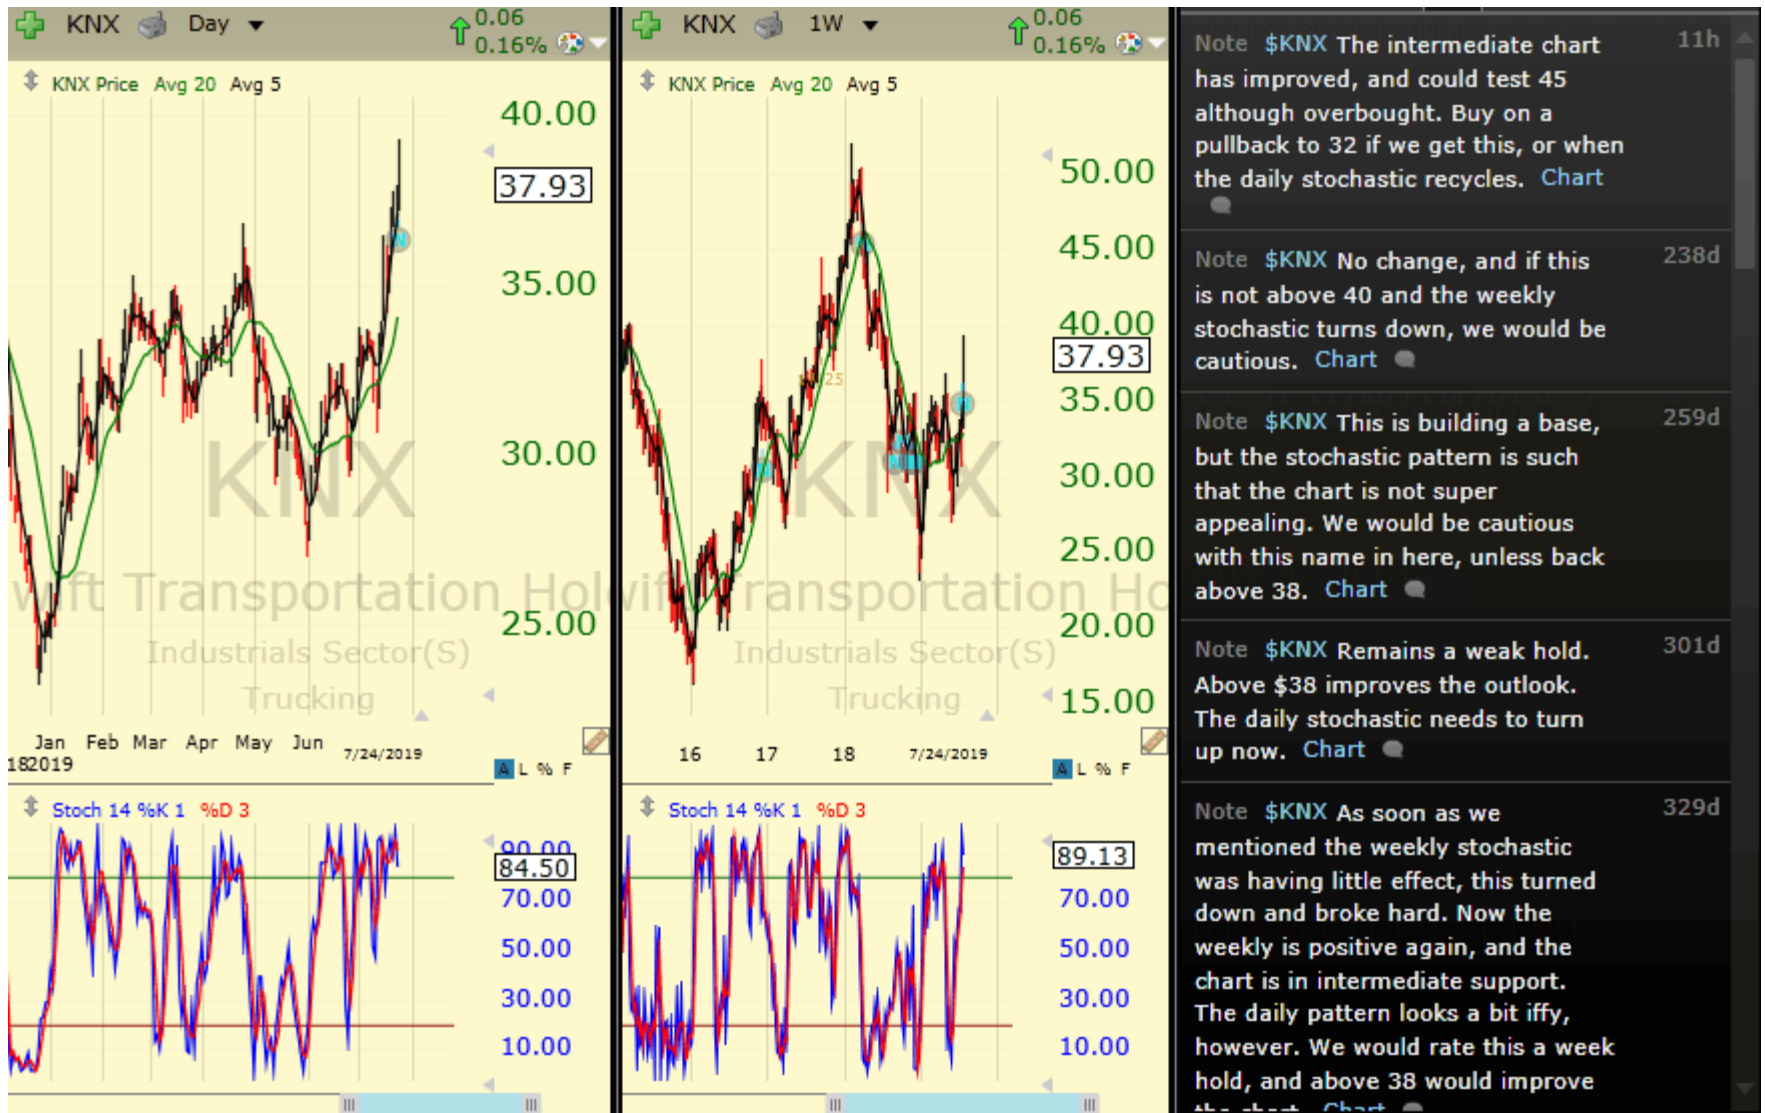 KNX Day 0.06
0.16%
KNX Price Avg 20 Avg 5
40.00
37.93
35.00
30.00
25.00
N
KNX
wift Transportation Hol
Industrials Sector(S)
Trucking
Jan Feb Mar Apr May Jun 7/24/2019
182019
A L % F
Stoch 14 %K 1 %D 3
90.00
84.50
70.00
50.00
30.00
10.00
KNX 1W 0.06
0.16%
KNX Price Avg 20 Avg 5
50.00
45.00
40.00
37.93
35.00
30.00
25.00
20.00
15.00
N
KNX
wift Transportation Ho
Industrials Sector(S)
Trucking
16 17 18 7/24/2019
A L % F
Stoch 14 %K 1 %D 3
89.13
70.00
50.00
30.00
10.00
Note $KNX The intermediate chart 11h
has improved, and could test 45
although overbought. Buy on a
pullback to 32 if we get this, or when
the daily stochastic recycles. Chart
Note $KNX No change, and if this 238d
is not above 40 and the weekly
stochastic turns down, we would be
cautious. Chart
Note $KNX This is building a base, 259d
but the stochastic pattern is such
that the chart is not super
appealing. We would be cautious
with this name in here, unless back
above 38. Chart
Note $KNX Remains a weak hold. 301d
Above $38 improves the outlook.
The daily stochastic needs to turn
up now. Chart
Note $KNX As soon as we 329d
mentioned the weekly stochastic
was having little effect, this turned
down and broke hard. Now the
weekly is positive again, and the
chart is in intermediate support.
The daily pattern looks a bit iffy,
however. We would rate this a week
hold, and above 38 would improve
the chart. Chart